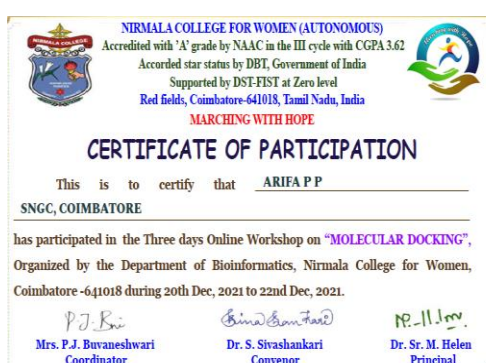 NIRMALA COLLEGE FOR WOMEN (AUTONOMOUS)
Accredited with 'A' grade by NAAC in the III cycle with CGPA 3.62
Accorded star status by DBT, Government of India
Supported by DST-FIST at Zero level
Red fields, Coimbatore-641018, Tamil Nadu, India
MARCHING WITH HOPE
CERTIFICATE OF PARTICIPATION
This is to certify that ARIFA P P
SNGC, COIMBATORE
has participated in the Three days Online Workshop on “MOLECULAR DOCKING”,
Organized by the Department of Bioinformatics, Nirmala College for Women,
Coimbatore -641018 during 20th Dec, 2021 to 22nd Dec, 2021.
Mrs. P.J. Buvaneshwari Dr. S. Sivashankari Dr. Sr. M. Helen
Coordinator Convenor Principal